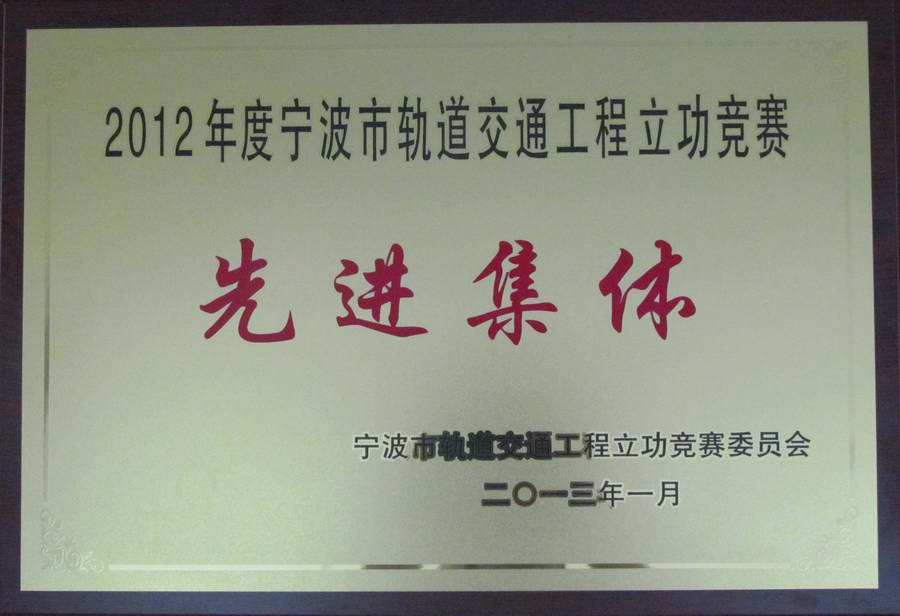 2012年度宁波市轨道交通工程立功竞赛
先进集体
宁波市轨道交通工程立功竞赛委员会
二〇一三年一月